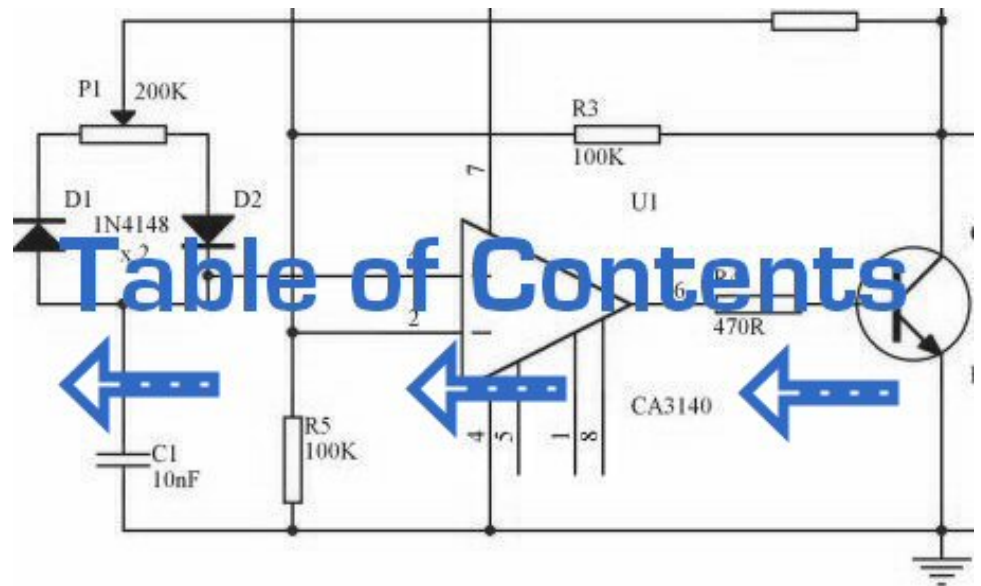 P1
200K
R3
100K
7
U1
D1
D2
1N4148
x 2
Table of Contents
2
6
470R
CA3140
R5
100K
4
5
1
8
C1
10nF